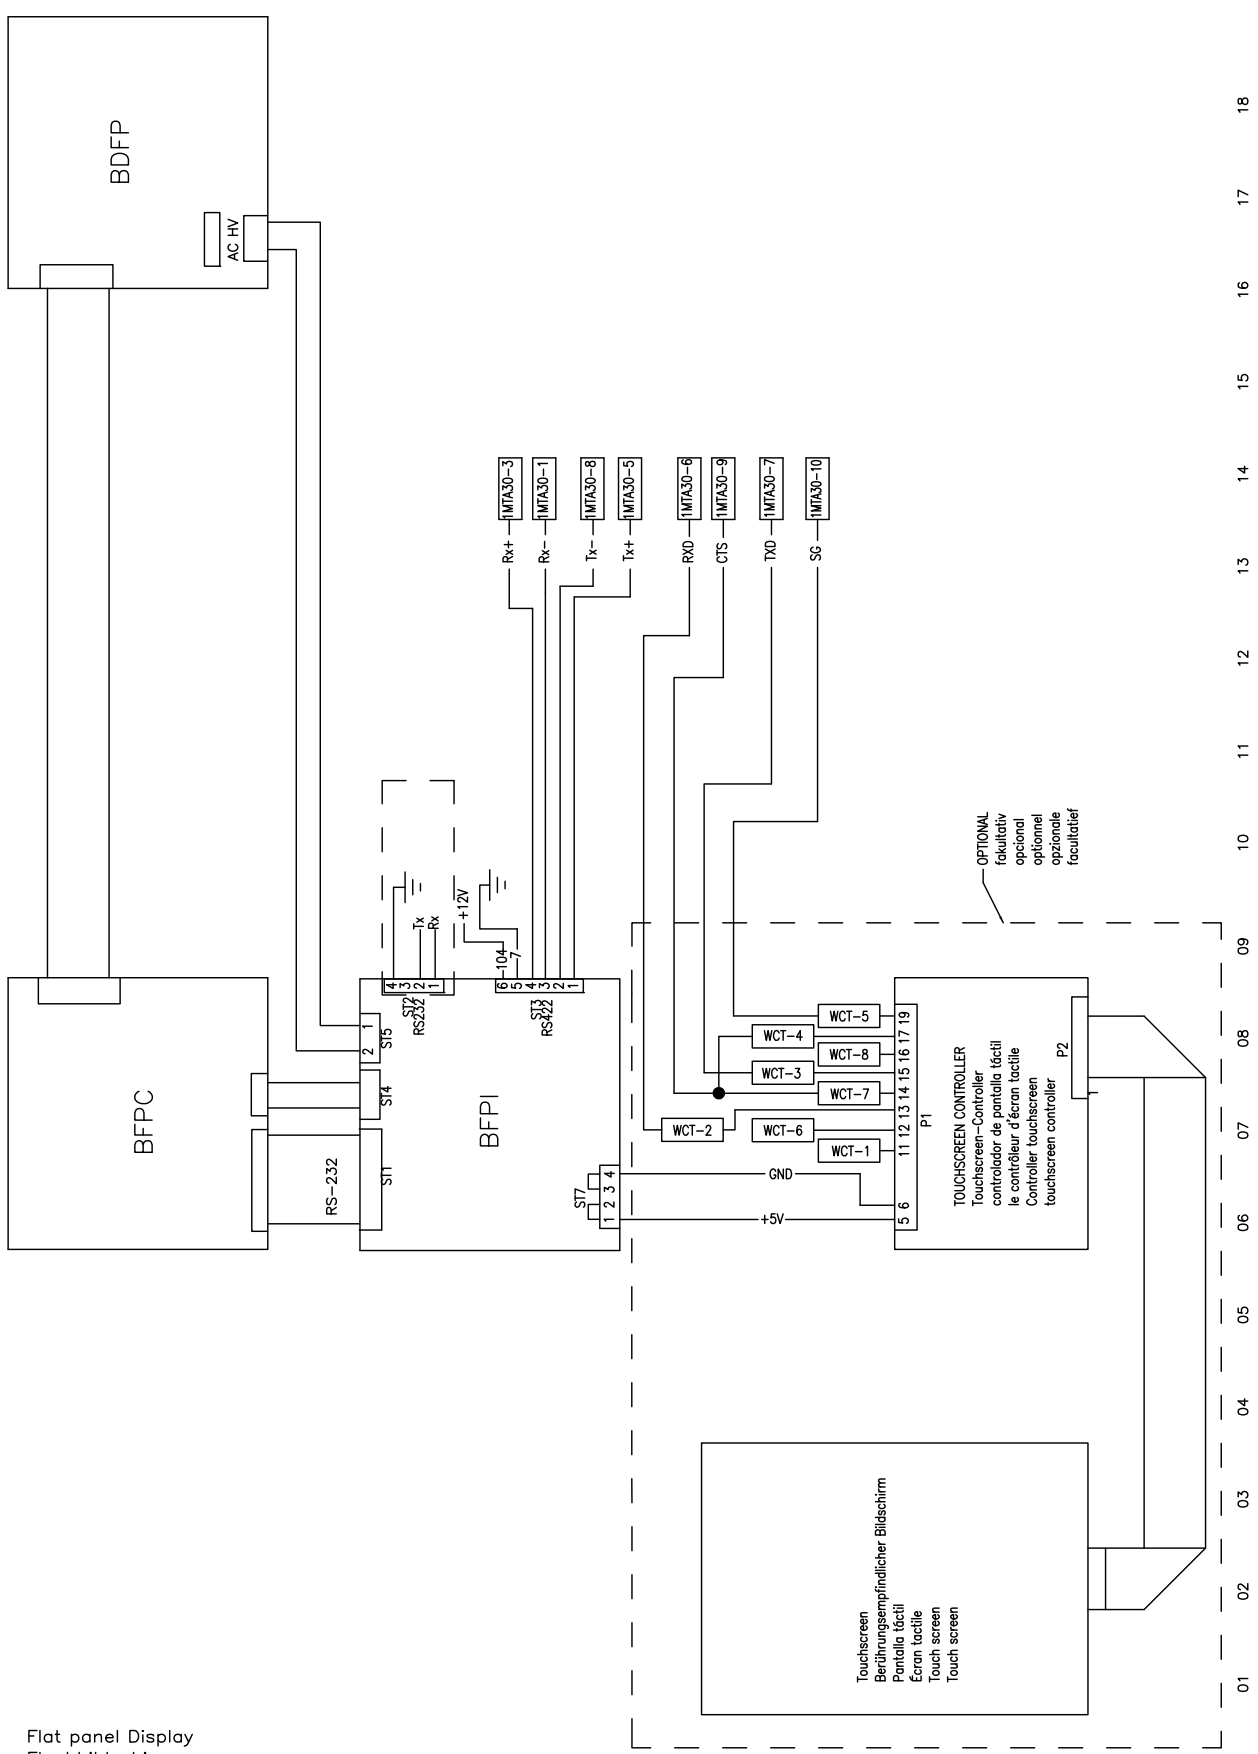 18
17
16
15
14
13
12
11
10
09
08
07
06
05
04
03
02
01
BDFP
AC HV
BFPC
RS-232
BFPI
ST5
2 1
ST4
ST1
ST2
RS232
4
3
2
1
Tx
Rx
+12V
104
7
ST3
RS422
6
5
4
3
2
1
ST7
1 2 3 4
Rx+
1MTA30-3
Rx-
1MTA30-1
Tx-
1MTA30-8
Tx+
1MTA30-5
RXD
1MTA30-6
CTS
1MTA30-9
TXD
1MTA30-7
SG
1MTA30-10
OPTIONAL
fakultativ
opcional
optionnel
opzionale
facultatief
WCT-5
WCT-4
WCT-8
WCT-3
WCT-7
WCT-2
WCT-6
WCT-1
GND
+5V
5 6 11 12 13 14 15 16 17 19
P1
TOUCHSCREEN CONTROLLER
Touchscreen-Controller
controlador de pantalla táctil
le contrôleur d'écran tactile
Controller touchscreen
touchscreen controller
P2
1
Touchscreen
Berührungsempfindlicher Bildschirm
Pantalla táctil
Écran tactile
Touch screen
Touch screen
Flat panel Display